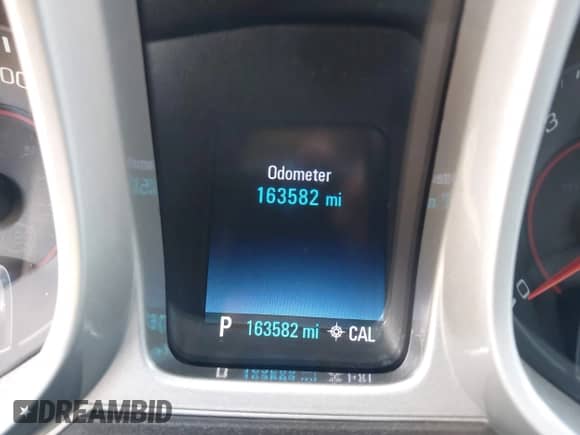 Odometer
163582 mi
P 163582 mi CAL
DREAMBID